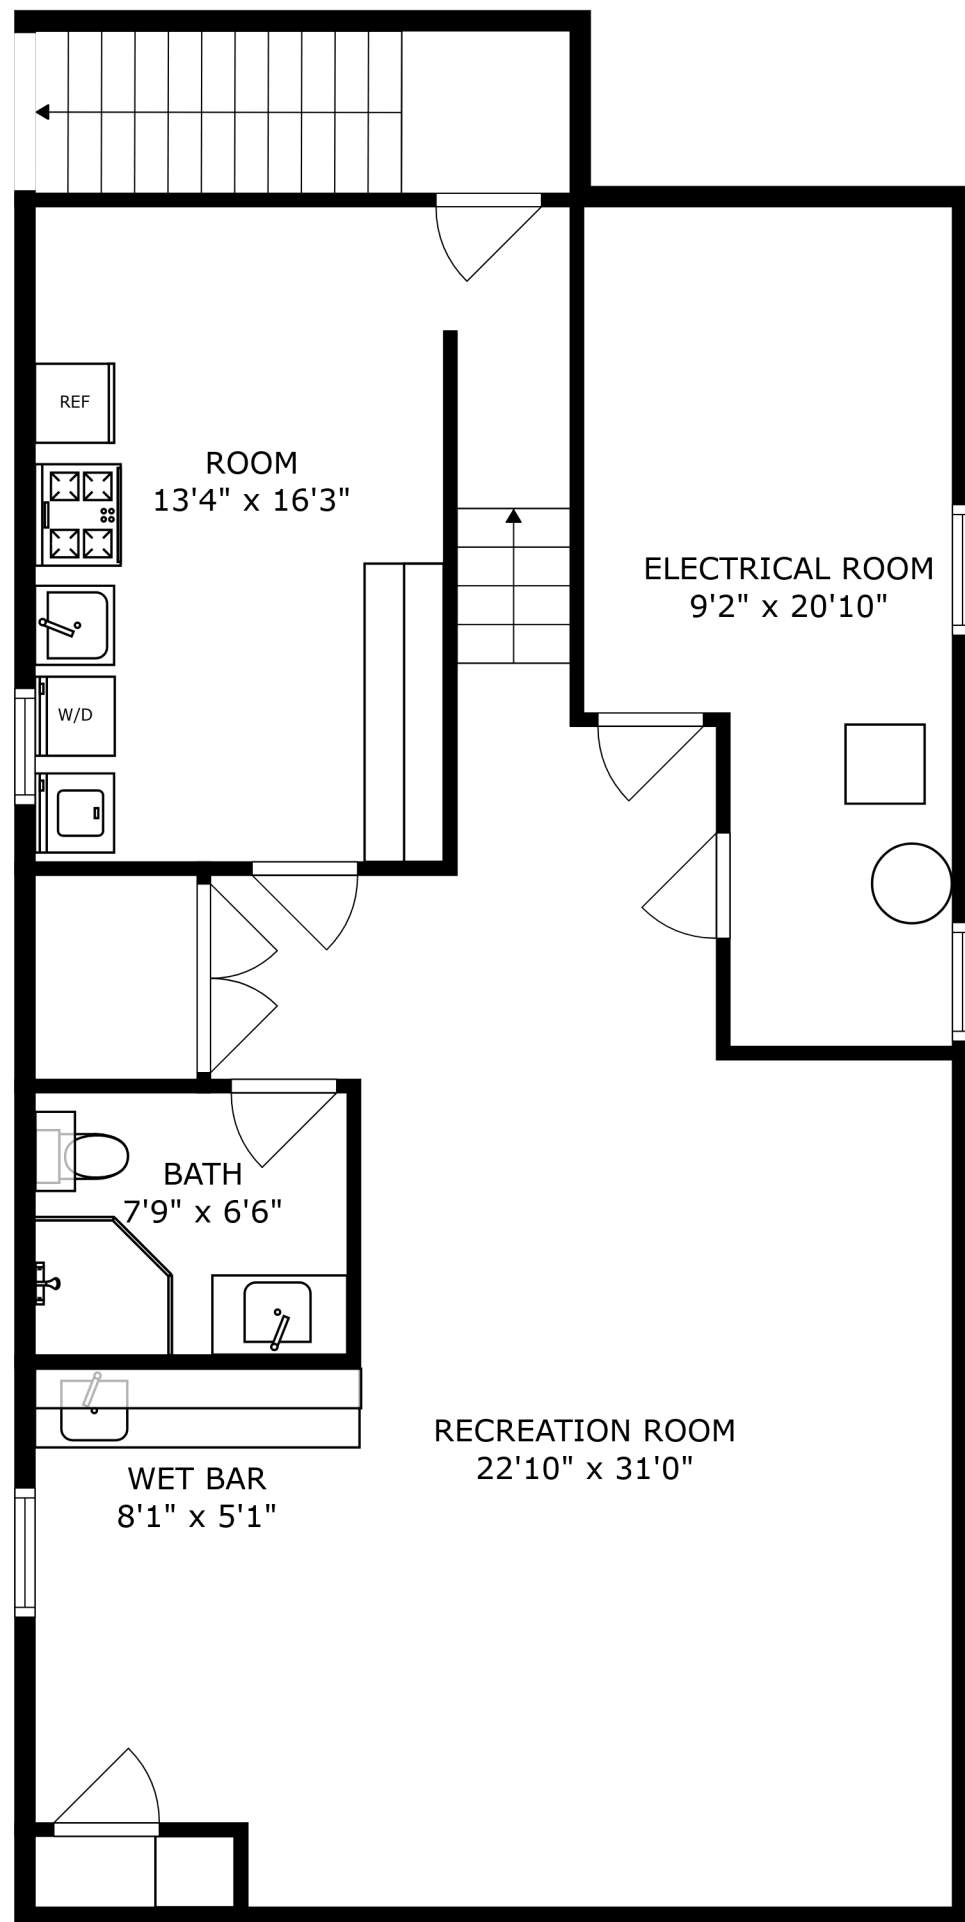 REF
ROOM
13'4" x 16'3"
ELECTRICAL ROOM
9'2" x 20'10"
W/D
BATH
7'9" x 6'6"
RECREATION ROOM
22'10" x 31'0"
WET BAR
8'1" x 5'1"